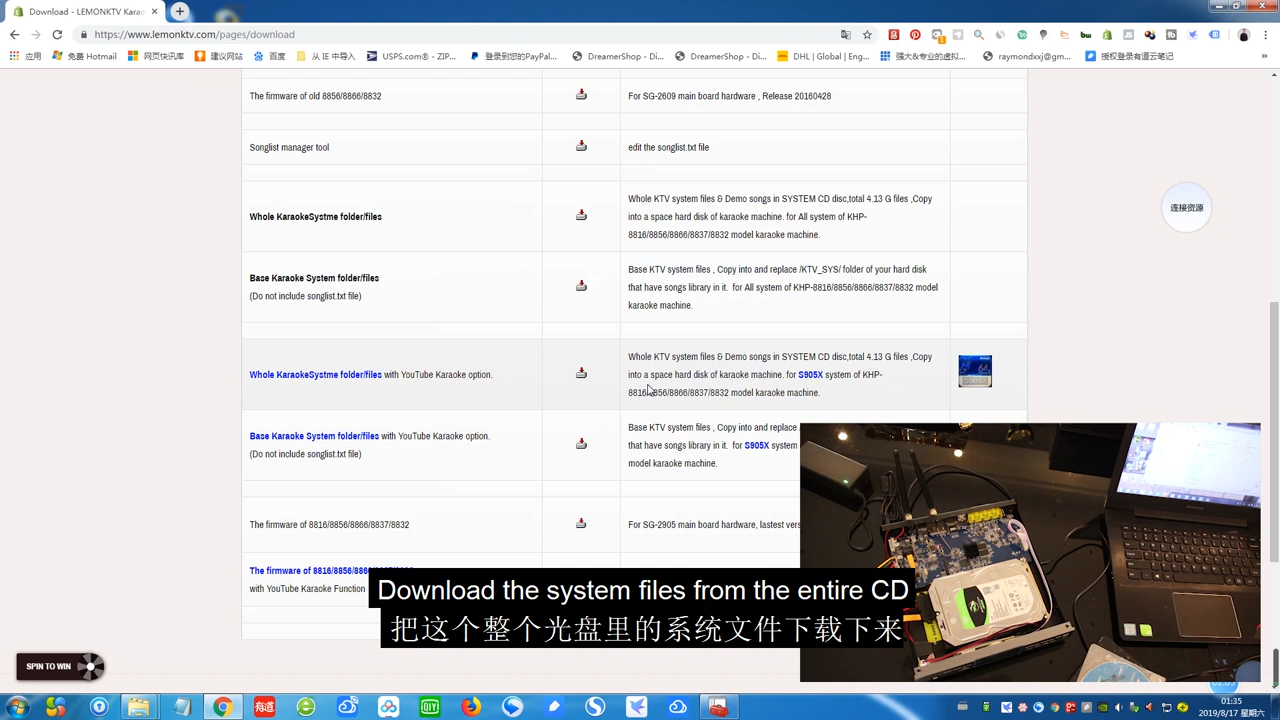 Download - LEMONKTV Karao
https://www.lemonktv.com/pages/download
应用
免费 Hotmail
网页快讯库
建议网站
百度
从 IE 中导入
USPS.com® - ZIP...
登录到您的PayPal...
DreamerShop - Di...
DreamerShop - Di...
DHL | Global | Eng...
强大&专业的虚拟...
raymondxxj@gm...
授权登录有道云笔记
The firmware of old 8856/8866/8832
For SG-2609 main board hardware , Release 20160428
Songlist manager tool
edit the songlist.txt file
Whole KaraokeSystme folder/files
Whole KTV system files & Demo songs in SYSTEM CD disc,total 4.13 G files ,Copy
into a space hard disk of karaoke machine. for All system of KHP-
8816/8856/8866/8837/8832 model karaoke machine.
连接资源
Base Karaoke System folder/files
(Do not include songlist.txt file)
Base KTV system files , Copy into and replace /KTV_SYS/ folder of your hard disk
that have songs library in it. for All system of KHP-8816/8856/8866/8837/8832 model
karaoke machine.
Whole KaraokeSystme folder/files with YouTube Karaoke option.
Whole KTV system files & Demo songs in SYSTEM CD disc,total 4.13 G files ,Copy
into a space hard disk of karaoke machine. for S905X system of KHP-
8816/8856/8866/8837/8832 model karaoke machine.
Base Karaoke System folder/files with YouTube Karaoke option.
(Do not include songlist.txt file)
Base KTV system files , Copy into and replace
that have songs library in it. for S905X system
model karaoke machine.
The firmware of 8816/8856/8866/8837/8832
For SG-2905 main board hardware, lastest vers
The firmware of 8816/8856/8866/8837/8832
with YouTube Karaoke Function
Download the system files from the entire CD
把这个整个光盘里的系统文件下载下来
SPIN TO WIN
有道
iQIYI
01:35
2019/8/17 星期六